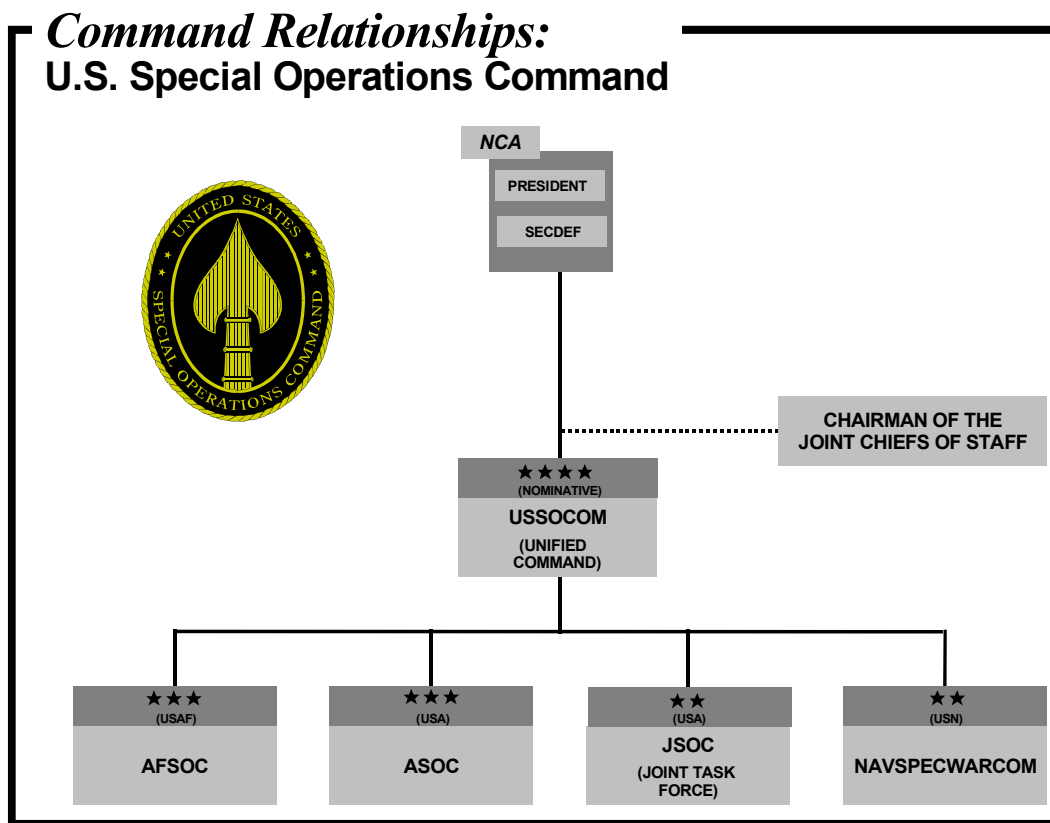 Command Relationships:
U.S. Special Operations Command
NCA
PRESIDENT
SECDEF
UNITED STATES
SPECIAL OPERATIONS COMMAND
CHAIRMAN OF THE
JOINT CHIEFS OF STAFF
(NOMINATIVE)
USSOCOM
(UNIFIED
COMMAND)
(USAF)
AFSOC
(USA)
ASOC
(USA)
JSOC
(JOINT TASK
FORCE)
(USN)
NAVSPECWARCOM